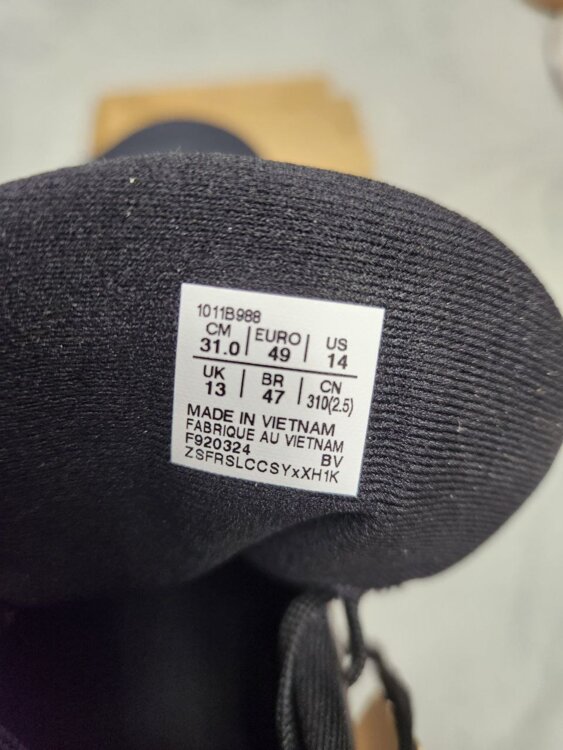 1011B988
CM 31.0 | EURO 49 | US 14
UK 13 | BR 47 | CN 310(2.5)
MADE IN VIETNAM
FABRIQUE AU VIETNAM
F920324 BV
ZSFRSLCCSYxXH1K